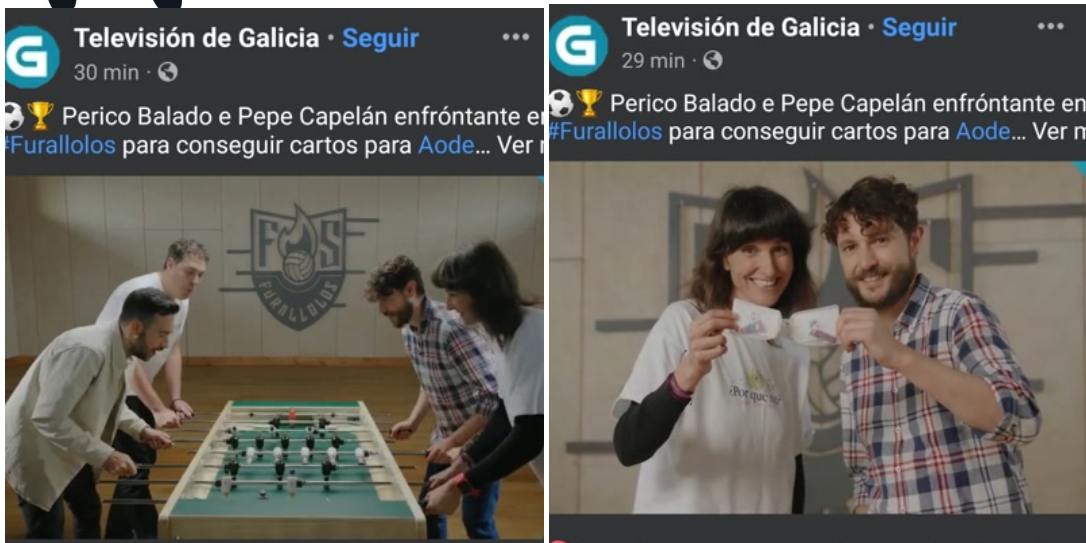 Televisión de Galicia · Seguir
30 min ·
Perico Balado e Pepe Capelán enfróntante e
#Furallolos para conseguir cartos para Aode... Ver
FS
FURALLOLOS
Televisión de Galicia · Seguir
29 min ·
Perico Balado e Pepe Capelán enfróntante en
#Furallolos para conseguir cartos para Aode... Ver
¿Por que